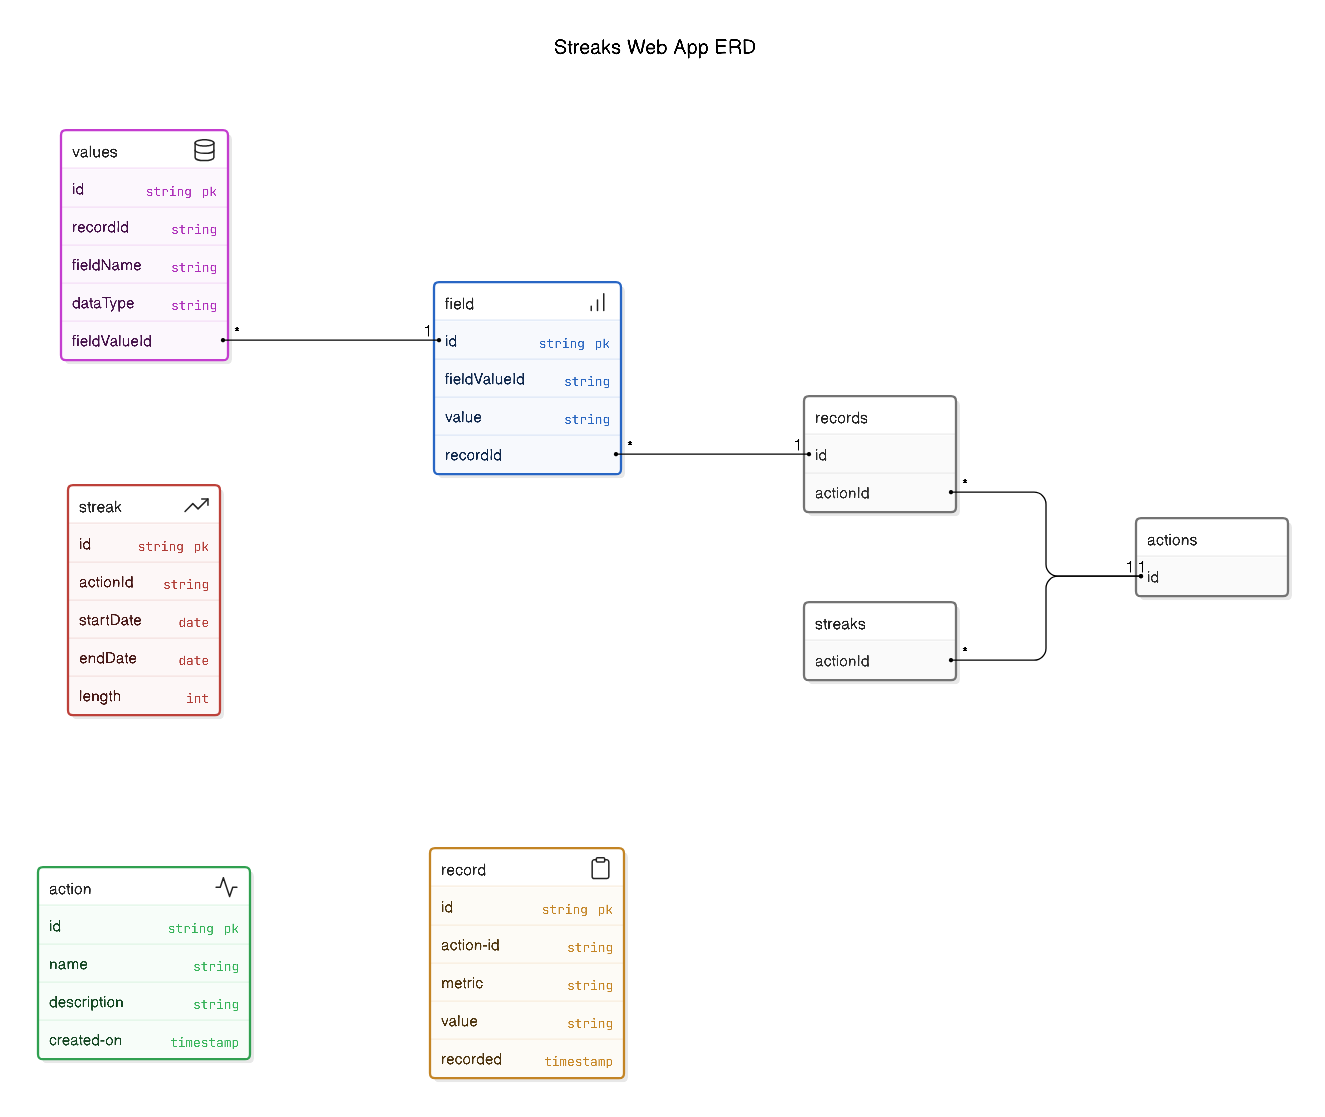 Streaks Web App ERD
values
id string pk
recordId string
fieldName string
dataType string
fieldValueId
*
1
field
id string pk
fieldValueId string
value string
recordId
*
1
records
id
actionId
*
streaks
actionId
*
1 1
actions
id
streak
id string pk
actionId string
startDate date
endDate date
length int
action
id string pk
name string
description string
created-on timestamp
record
id string pk
action-id string
metric string
value string
recorded timestamp